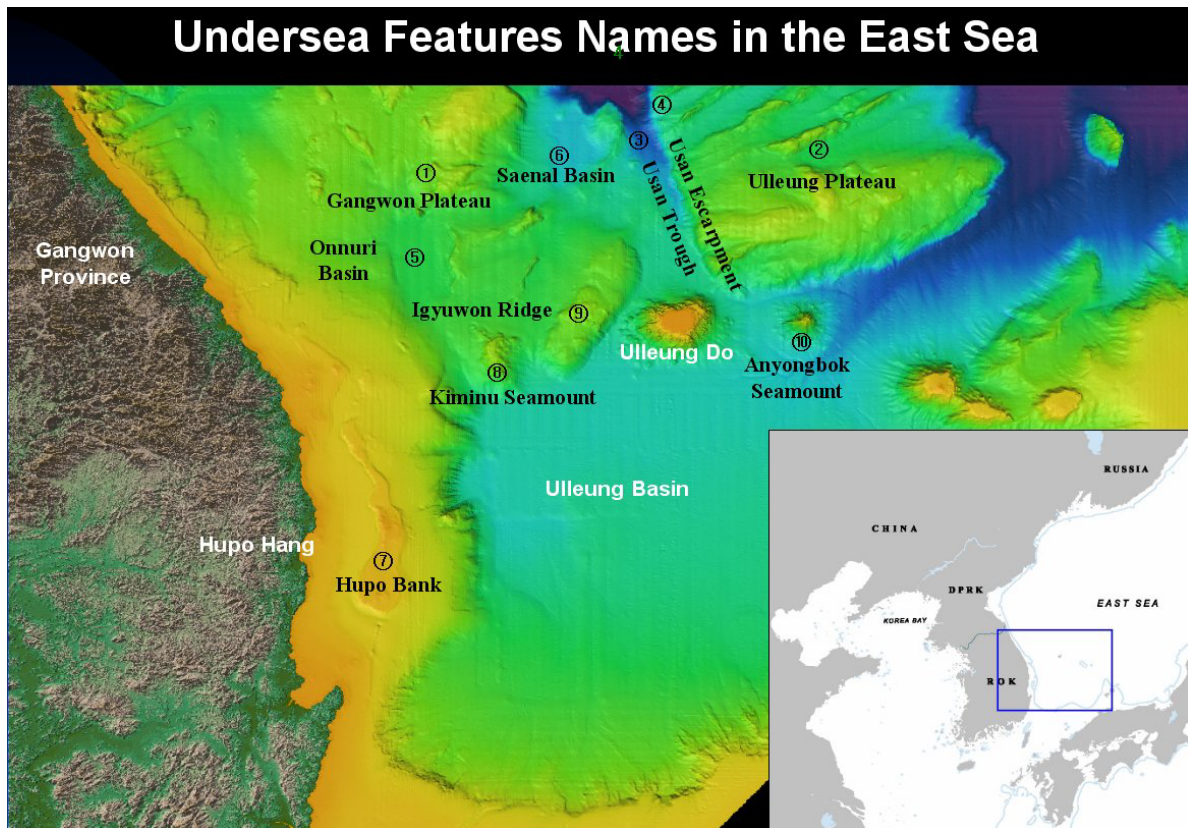 Undersea Features Names in the East Sea
4
④
③
②
⑥
Saenal Basin
Usan Escarpment
Usan Trough
Ulleung Plateau
①
Gangwon Plateau
Gangwon
Province
Onnuri
Basin
⑤
Igyuwon Ridge
⑨
Ulleung Do
⑩
Anyongbok
Seamount
⑧
Kiminu Seamount
Ulleung Basin
Hupo Hang
⑦
Hupo Bank
RUSSIA
CHINA
DPRK
KOREA BAY
EAST SEA
ROK